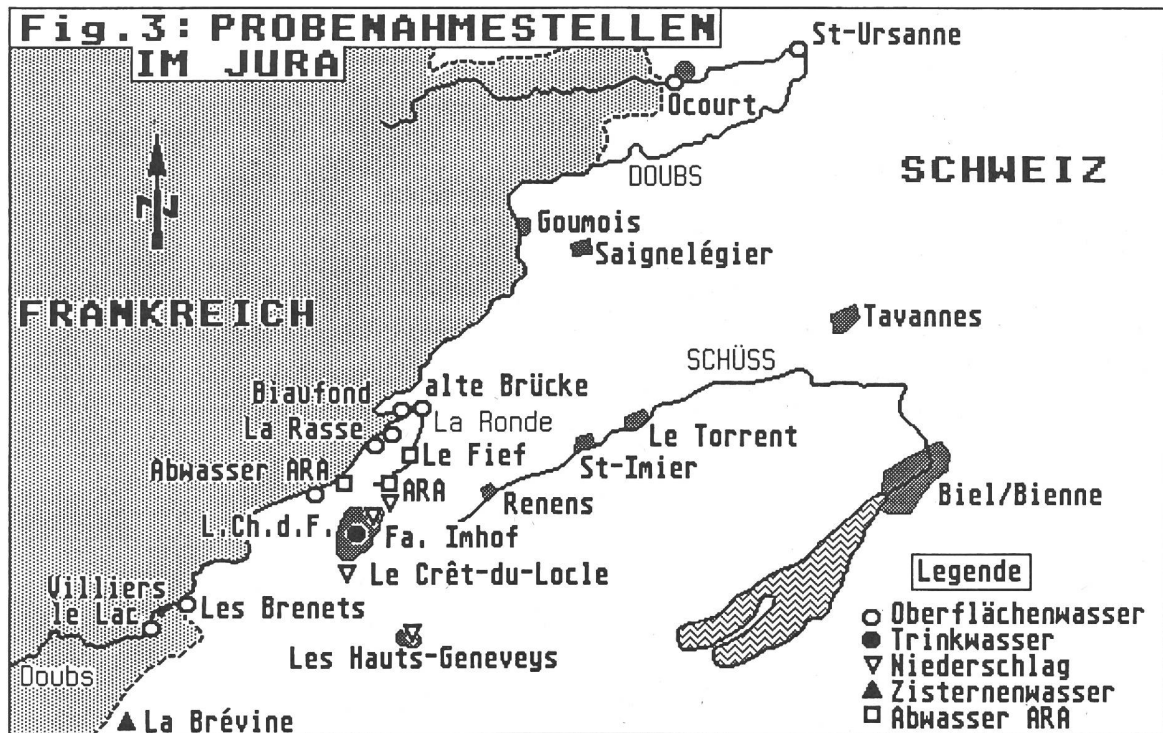 Fig.3: PROBENAHMESTELLEN
IM JURA
St-Ursanne
Ocourt
DOUBS
SCHWEIZ
N
Goumois
Saignelégier
FRANKREICH
Tavannes
SCHÜSS
Biaufond
alte Brücke
La Rasse
La Ronde
Le Torrent
Abwasser ARA
Le Fief
St-Imier
ARA
Renens
Biel/Bienne
L.Ch.d.F.
Fa. Imhof
Le Crêt-du-Locle
Villiers
le Lac
Les Brenets
Les Hauts-Geneveys
Doubs
La Brévine
Legende
Oberflächenwasser
Trinkwasser
Niederschlag
Zisternenwasser
Abwasser ARA